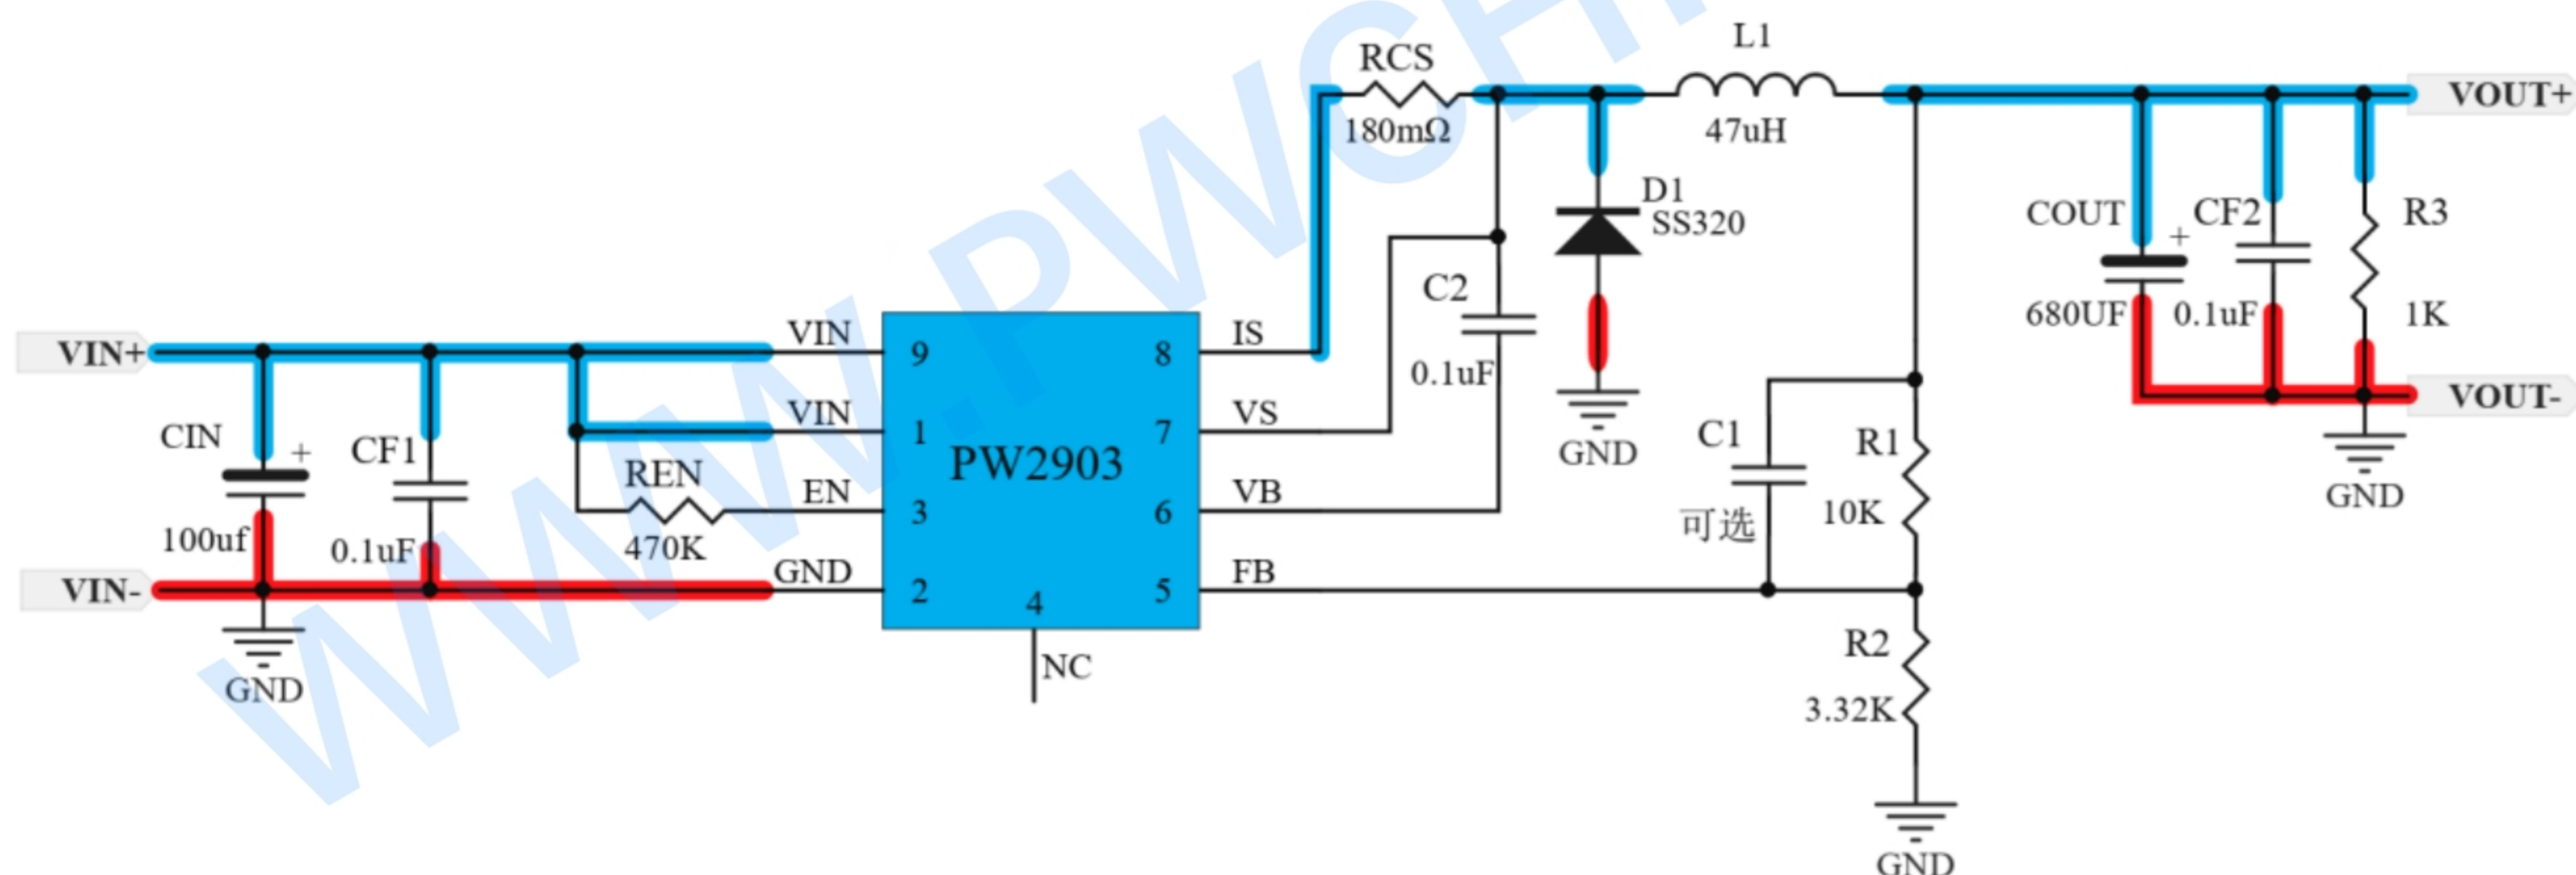 RCS
180mΩ
L1
47uH
VOUT+
D1
SS320
COUT
+
680UF
CF2
0.1uF
R3
1K
VOUT-
GND
VIN+
CIN
+
100uf
CF1
0.1uF
VIN-
GND
REN
470K
VIN
VIN
EN
GND
9
1
3
2
PW2903
4
NC
8
7
6
5
IS
VS
VB
FB
C2
0.1uF
GND
C1
可选
R1
10K
R2
3.32K
GND